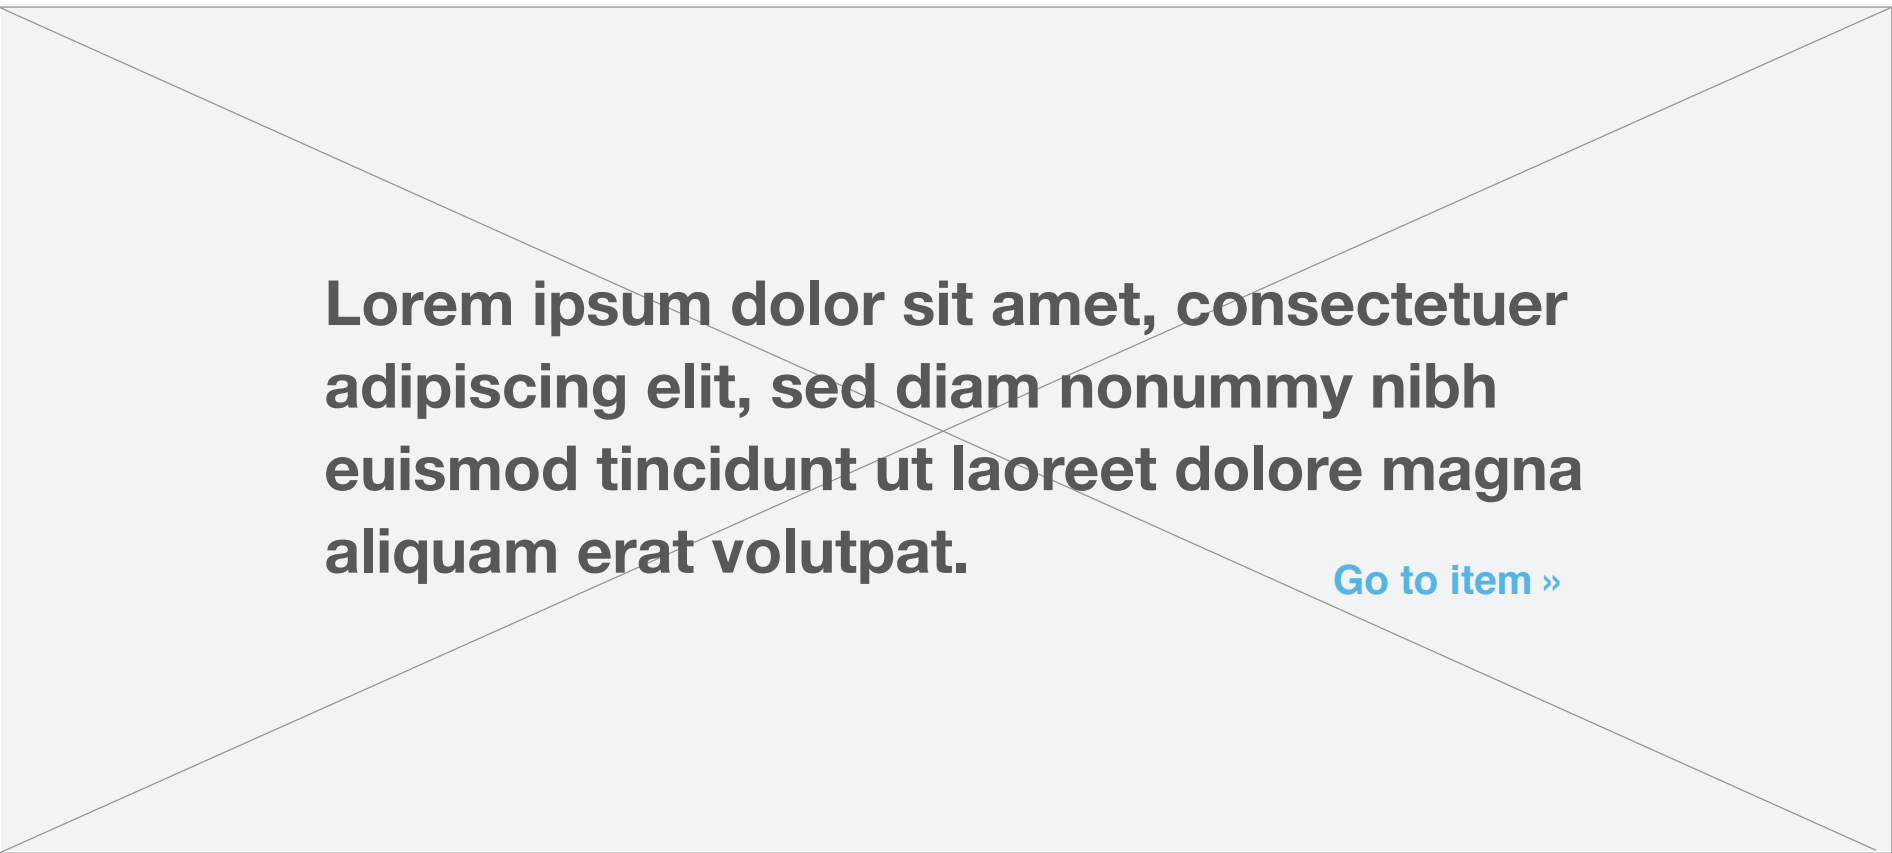 Lorem ipsum dolor sit amet, consectetuer
adipiscing elit, sed diam nonummy nibh
euismod tincidunt ut laoreet dolore magna
aliquam erat volutpat.
Go to item »